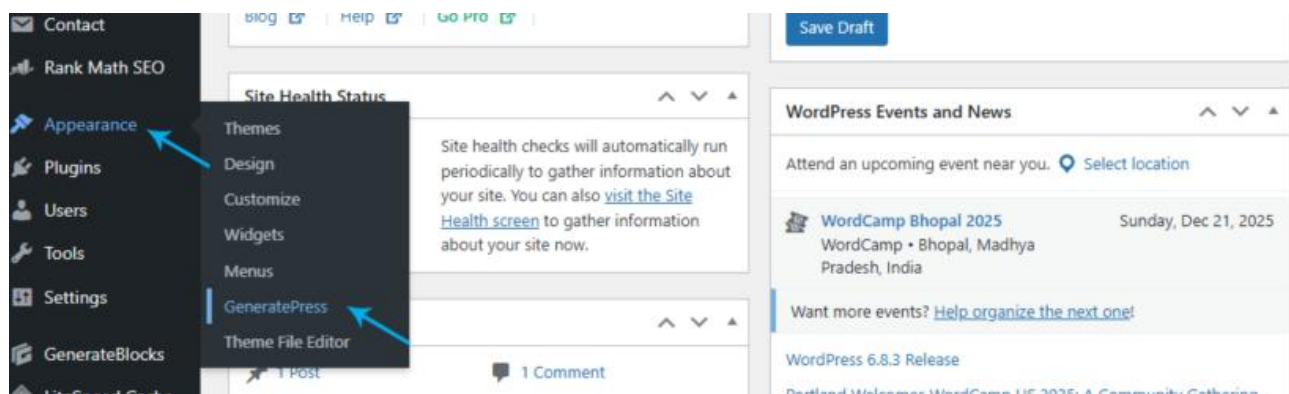 Contact
Rank Math SEO
Appearance
Plugins
Users
Tools
Settings
GenerateBlocks
Themes
Design
Customize
Widgets
Menus
GeneratePress
Theme File Editor
Blog Help Go Pro
Site Health Status
Site health checks will automatically run
periodically to gather information about
your site. You can also visit the Site
Health screen to gather information
about your site now.
1 Post 1 Comment
Save Draft
WordPress Events and News
Attend an upcoming event near you. Select location
WordCamp Bhopal 2025 Sunday, Dec 21, 2025
WordCamp • Bhopal, Madhya
Pradesh, India
Want more events? Help organize the next one!
WordPress 6.8.3 Release